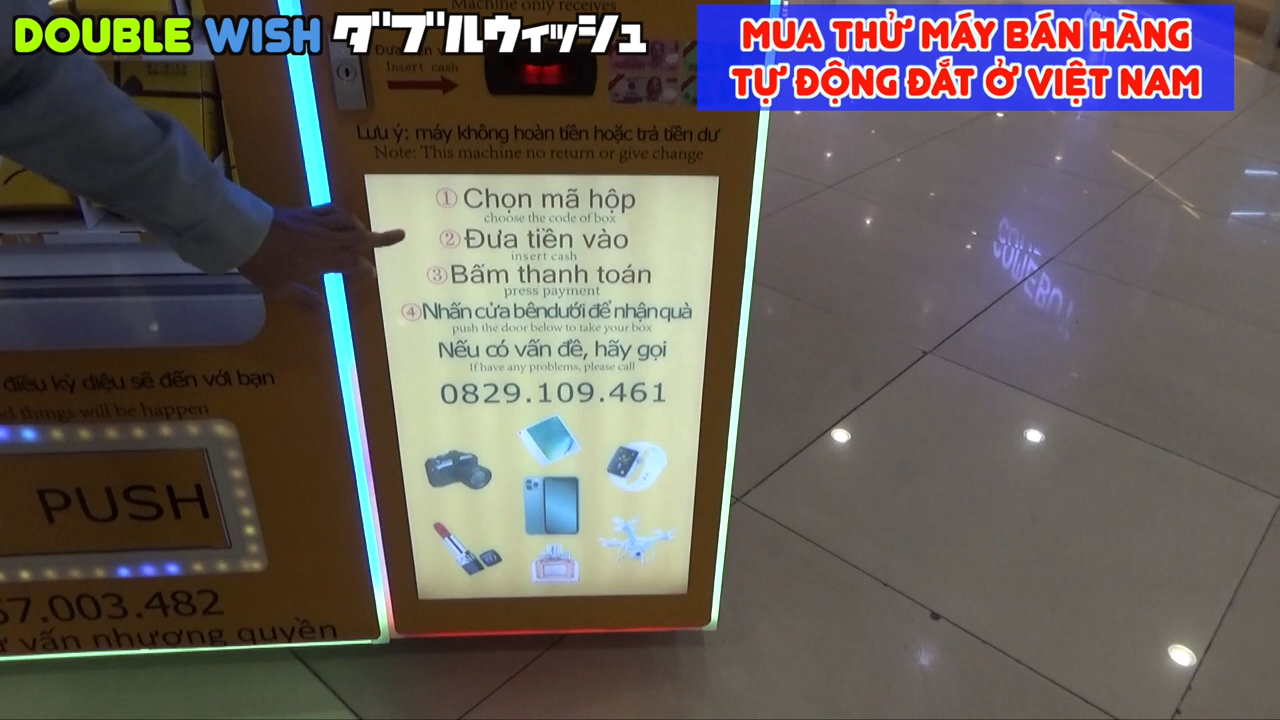 DOUBLE WISH ダブルウィッシュ
MUA THỬ MÁY BÁN HÀNG
TỰ ĐỘNG ĐẮT Ở VIỆT NAM
Machine only receives
Đưa tiền
Insert cash
Lưu ý: máy không hoàn tiền hoặc trả tiền dư
Note: This machine no return or give change
① Chọn mã hộp
choose the code of box
② Đưa tiền vào
insert cash
③ Bấm thanh toán
press payment
④ Nhấn cửa bên dưới để nhận quà
push the door below to take your box
Nếu có vấn đề, hãy gọi
If have any problems, please call
0829.109.461
điều kỳ diệu sẽ đến với bạn
things will be happen
PUSH
7.003.482
vấn nhượng quyền